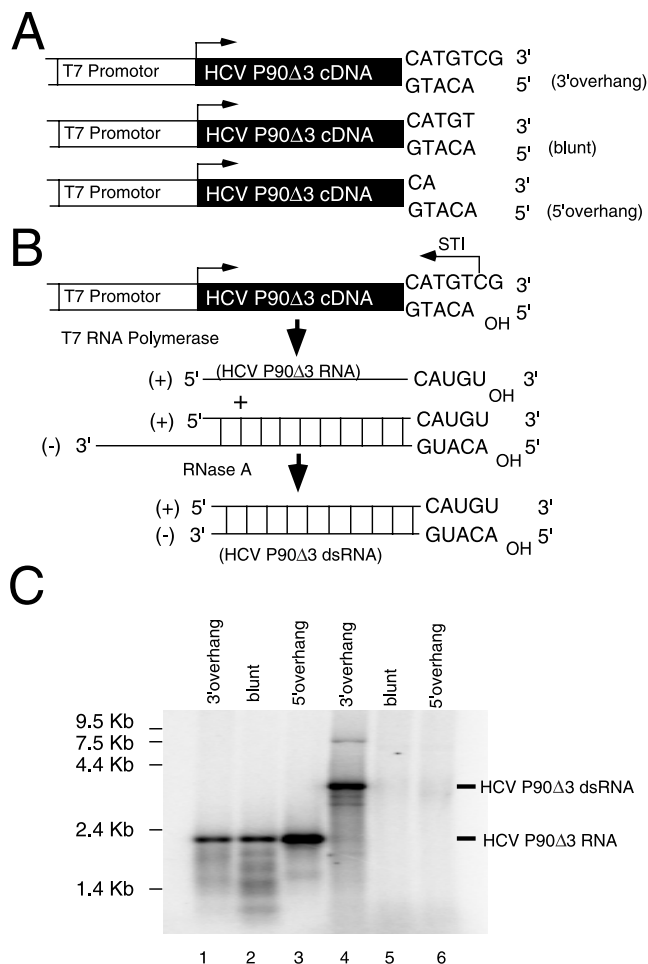 A
T7 Promotor HCV P90Δ3 cDNA CATGTCG 3'
GTACA 5' (3'overhang)
T7 Promotor HCV P90Δ3 cDNA CATGT 3'
GTACA 5' (blunt)
T7 Promotor HCV P90Δ3 cDNA CA 3'
GTACA 5' (5'overhang)
B
STI
T7 Promotor HCV P90Δ3 cDNA CATGTCG 3'
GTACA OH 5'
T7 RNA Polymerase
(HCV P90Δ3 RNA)
(+) 5' CAUGU OH 3'
+
(+) 5' CAUGU 3'
(-) 3' GUACA OH 5'
RNase A
(+) 5' CAUGU 3'
(-) 3' GUACA OH 5'
(HCV P90Δ3 dsRNA)
C
3'overhang blunt 5'overhang 3'overhang blunt 5'overhang
9.5 Kb
7.5 Kb
4.4 Kb
HCV P90Δ3 dsRNA
2.4 Kb
HCV P90Δ3 RNA
1.4 Kb
1 2 3 4 5 6